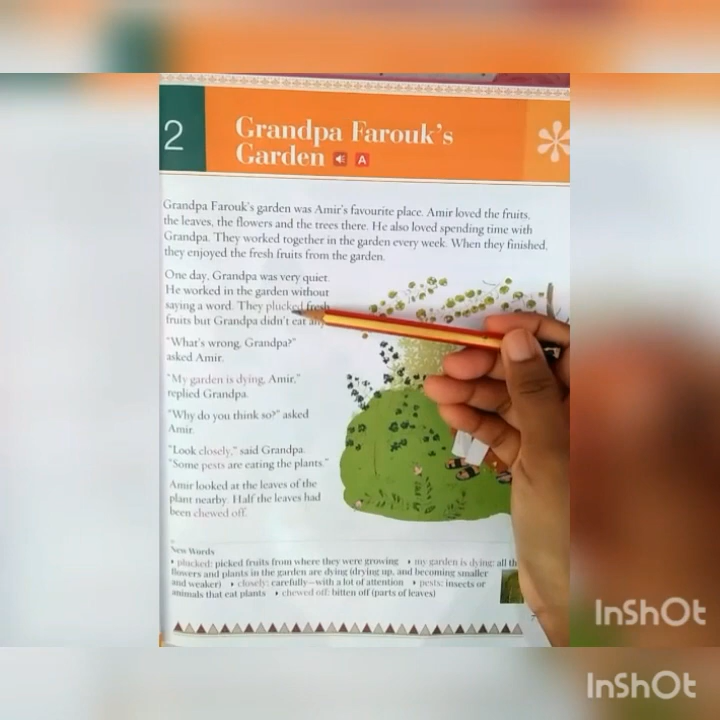 2
Grandpa Farouk's
Garden
A
Grandpa Farouk's garden was Amir's favourite place. Amir loved the fruits,
the leaves, the flowers and the trees there. He also loved spending time with
Grandpa. They worked together in the garden every week. When they finished,
they enjoyed the fresh fruits from the garden.
One day, Grandpa was very quiet.
He worked in the garden without
saying a word. They plucked fresh
fruits but Grandpa didn't eat any.
"What's wrong, Grandpa?"
asked Amir.
"My garden is dying, Amir,"
replied Grandpa.
"Why do you think so?" asked
Amir.
"Look closely," said Grandpa.
"Some pests are eating the plants."
Amir looked at the leaves of the
plant nearby. Half the leaves had
been chewed off.
New Words
• plucked: picked fruits from where they were growing • my garden is dying: all th
flowers and plants in the garden are dying (drying up, and becoming smaller
and weaker) • closely: carefully—with a lot of attention • pests: insects or
animals that eat plants • chewed off: bitten off (parts of leaves)
7
InShOt
InShOt